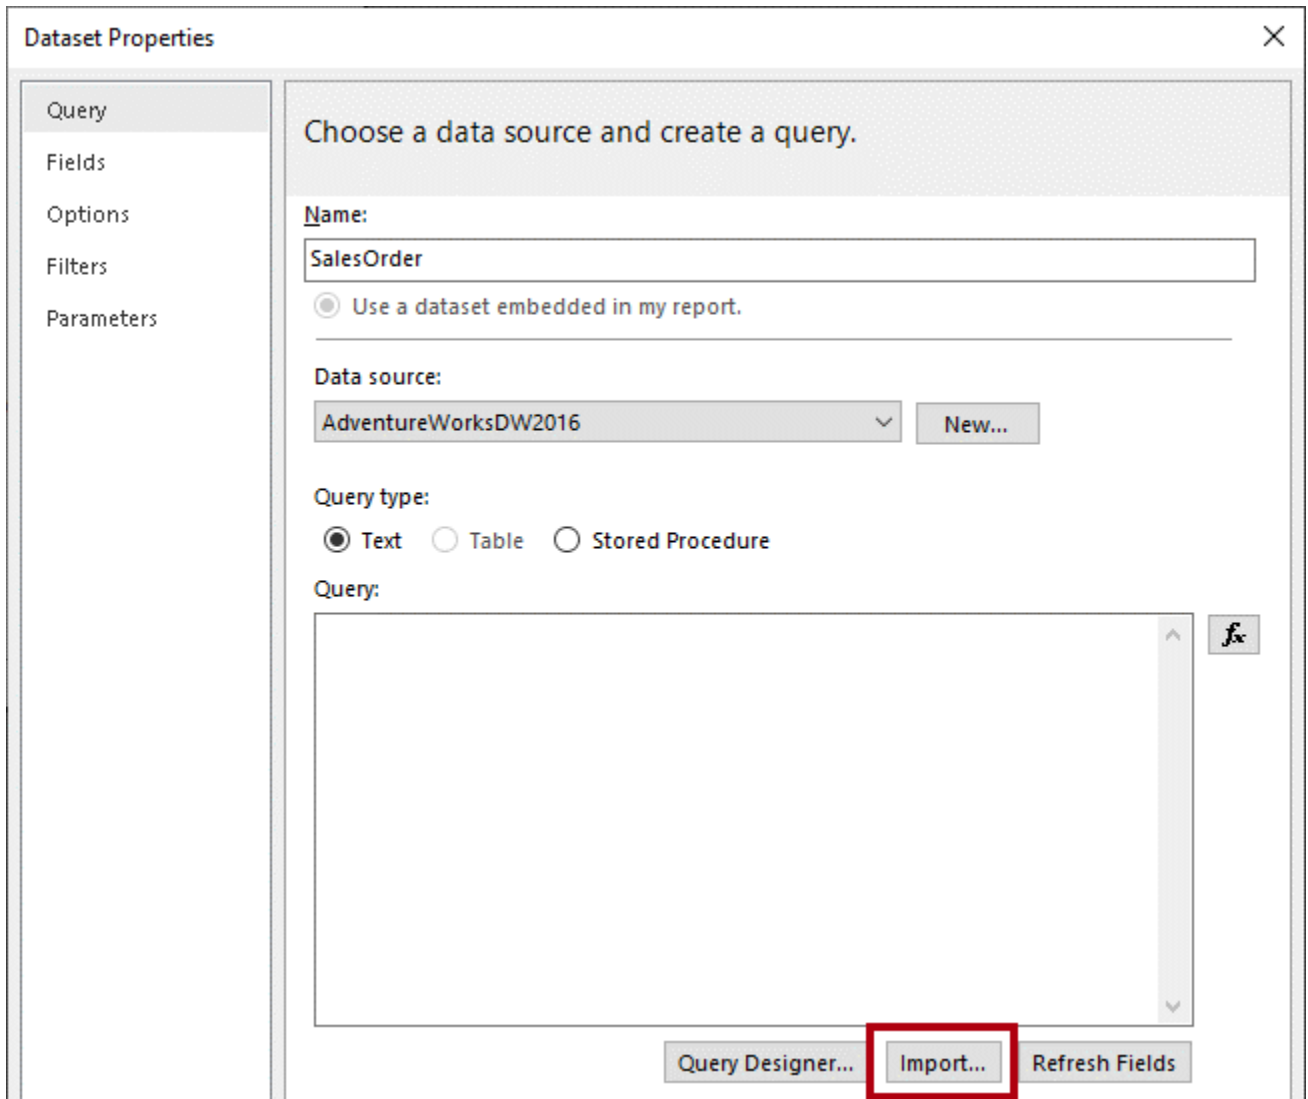 Dataset Properties
Query
Fields
Options
Filters
Parameters
Choose a data source and create a query.
Name:
SalesOrder
Use a dataset embedded in my report.
Data source:
AdventureWorksDW2016
New...
Query type:
Text Table Stored Procedure
Query:
fx
Query Designer... Import... Refresh Fields